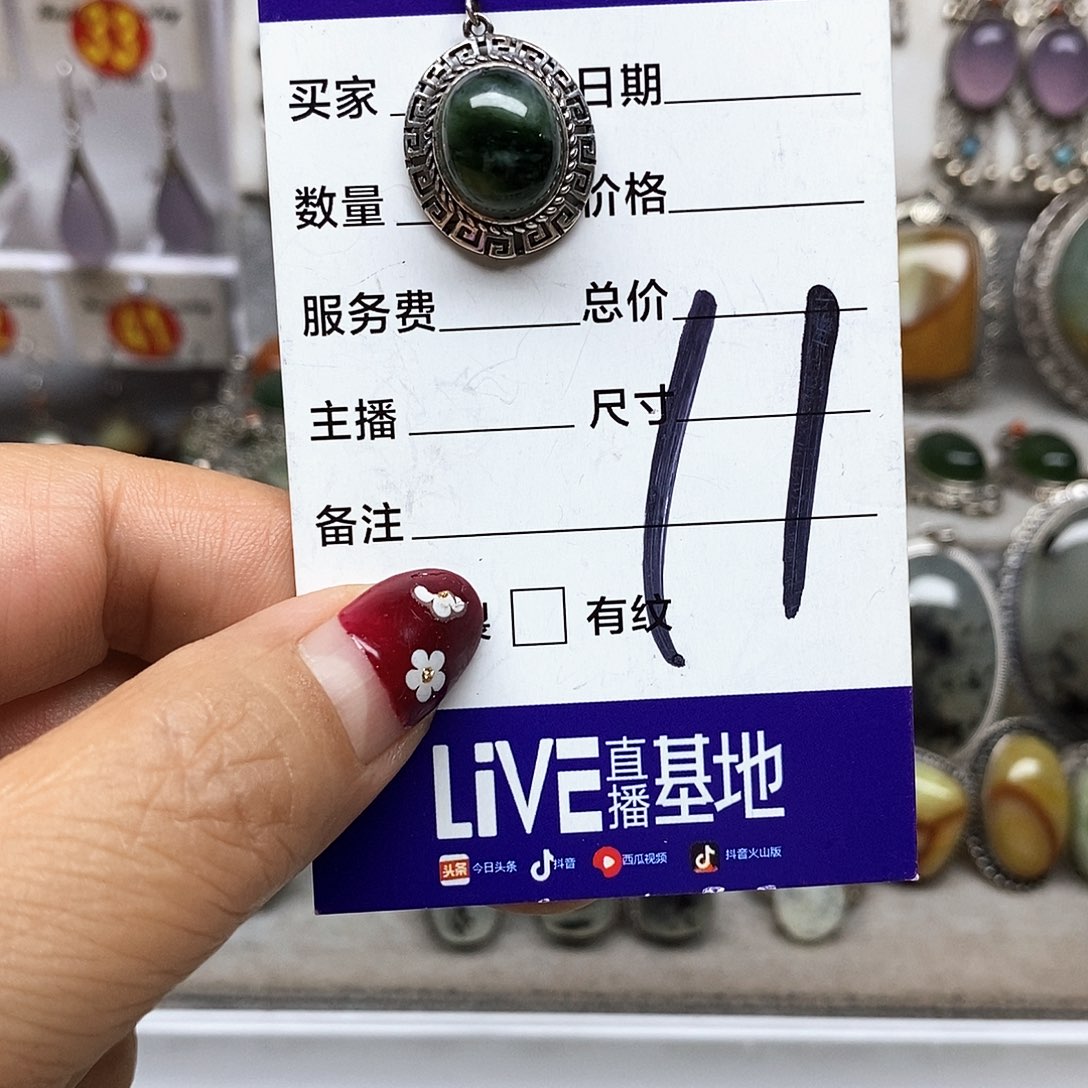 33
41
买家 日期
数量 价格
服务费 总价
主播 尺寸
备注
有纹
11
LiVE直播基地
头条 今日头条 抖音 西瓜视频 抖音火山版